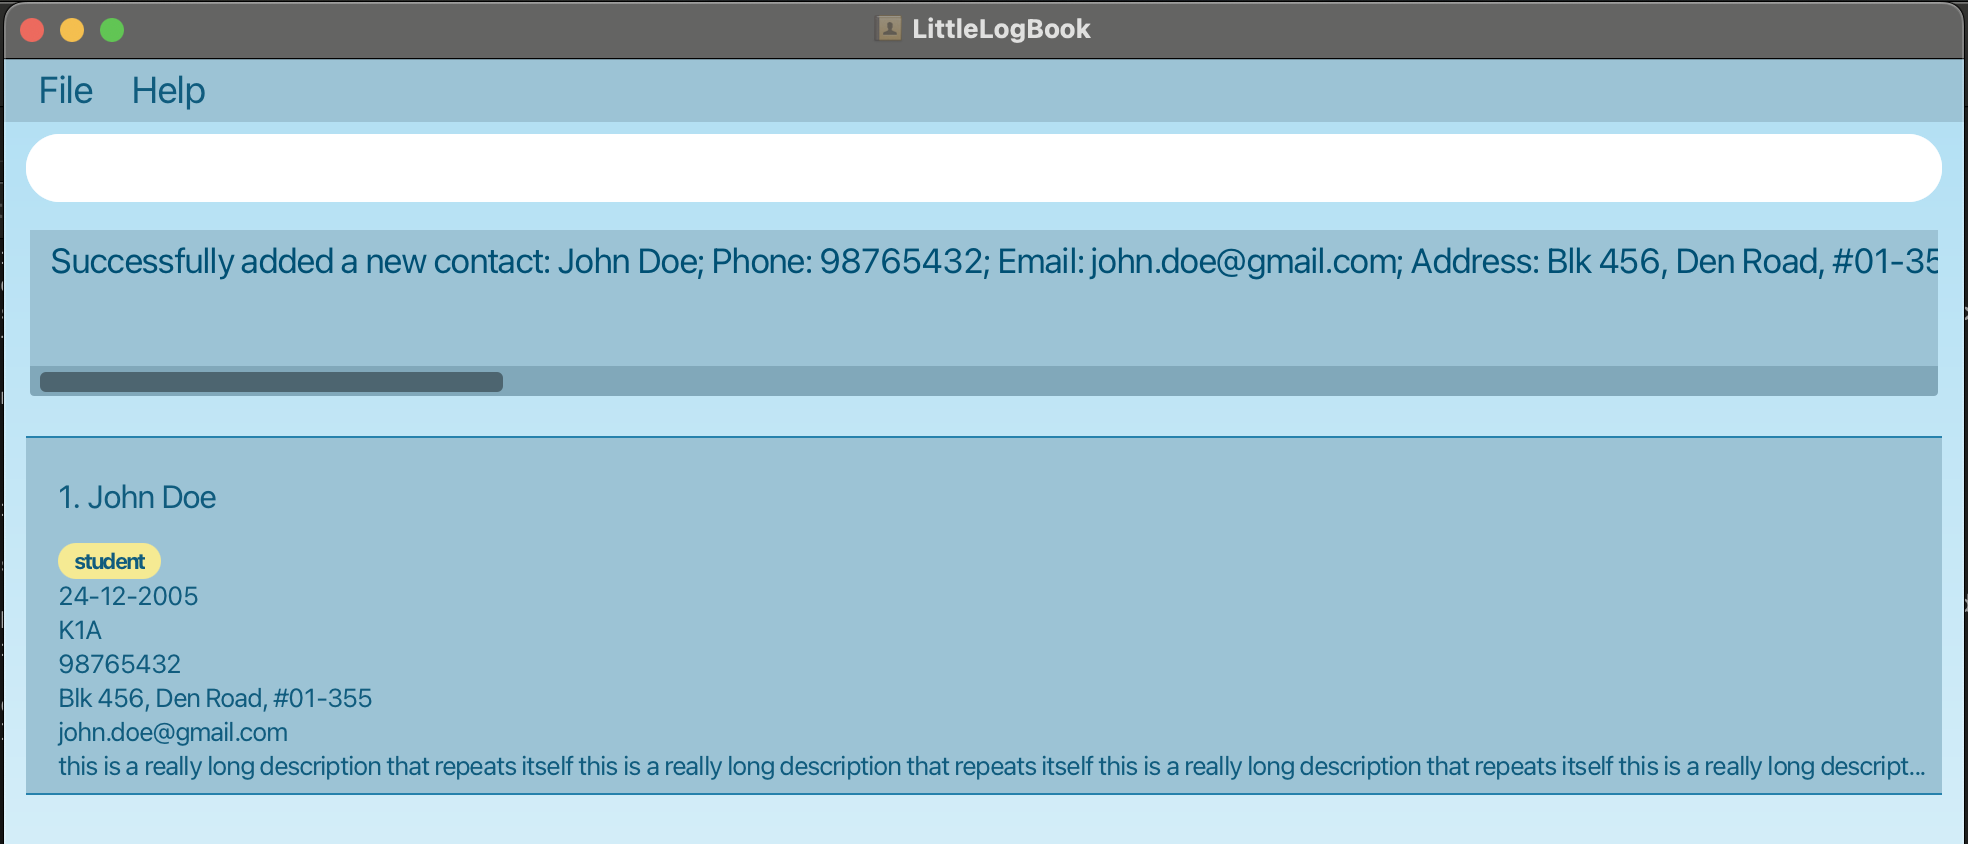 LittleLogBook
File Help
Successfully added a new contact: John Doe; Phone: 98765432; Email: john.doe@gmail.com; Address: Blk 456, Den Road, #01-35
1. John Doe
student
24-12-2005
K1A
98765432
Blk 456, Den Road, #01-355
john.doe@gmail.com
this is a really long description that repeats itself this is a really long description that repeats itself this is a really long description that repeats itself this is a really long descript...